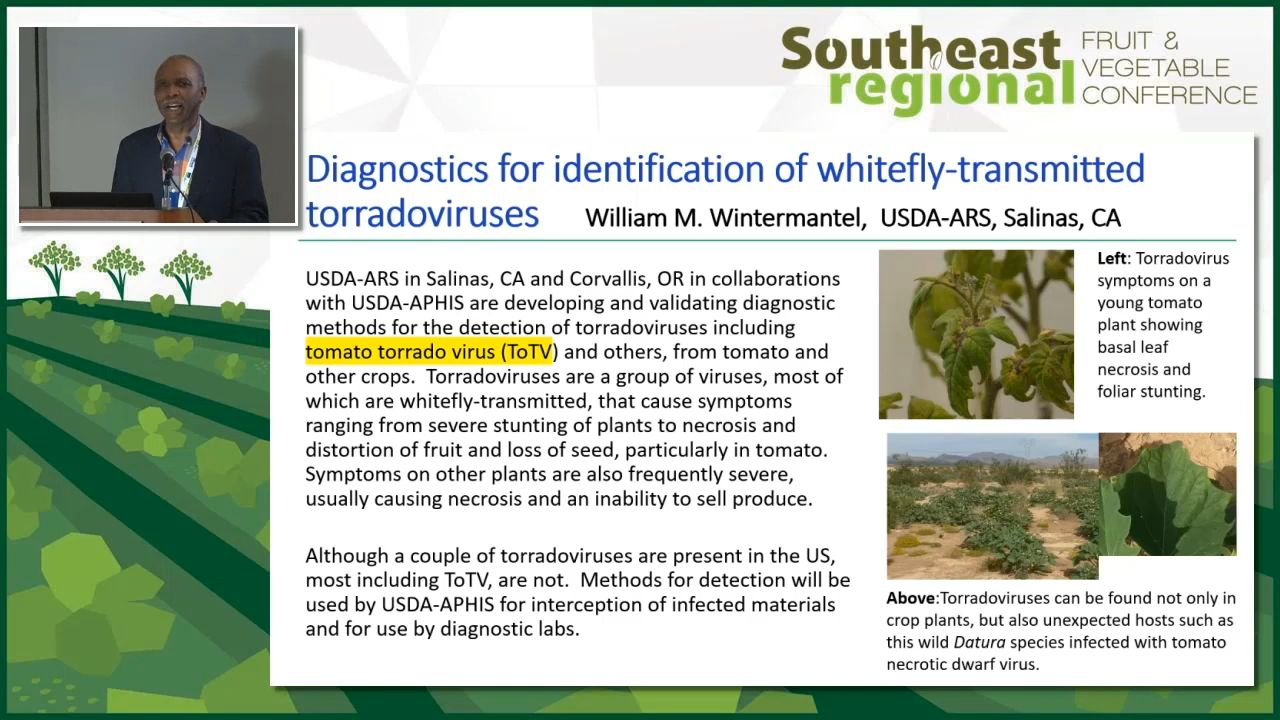 Southeast
regional
FRUIT &
VEGETABLE
CONFERENCE
Diagnostics for identification of whitefly-transmitted
torradoviruses William M. Wintermantel, USDA-ARS, Salinas, CA
USDA-ARS in Salinas, CA and Corvallis, OR in collaborations
with USDA-APHIS are developing and validating diagnostic
methods for the detection of torradoviruses including
tomato torrado virus (ToTV) and others, from tomato and
other crops. Torradoviruses are a group of viruses, most of
which are whitefly-transmitted, that cause symptoms
ranging from severe stunting of plants to necrosis and
distortion of fruit and loss of seed, particularly in tomato.
Symptoms on other plants are also frequently severe,
usually causing necrosis and an inability to sell produce.
Although a couple of torradoviruses are present in the US,
most including ToTV, are not. Methods for detection will be
used by USDA-APHIS for interception of infected materials
and for use by diagnostic labs.
Left: Torradovirus
symptoms on a
young tomato
plant showing
basal leaf
necrosis and
foliar stunting.
Above:Torradoviruses can be found not only in
crop plants, but also unexpected hosts such as
this wild Datura species infected with tomato
necrotic dwarf virus.